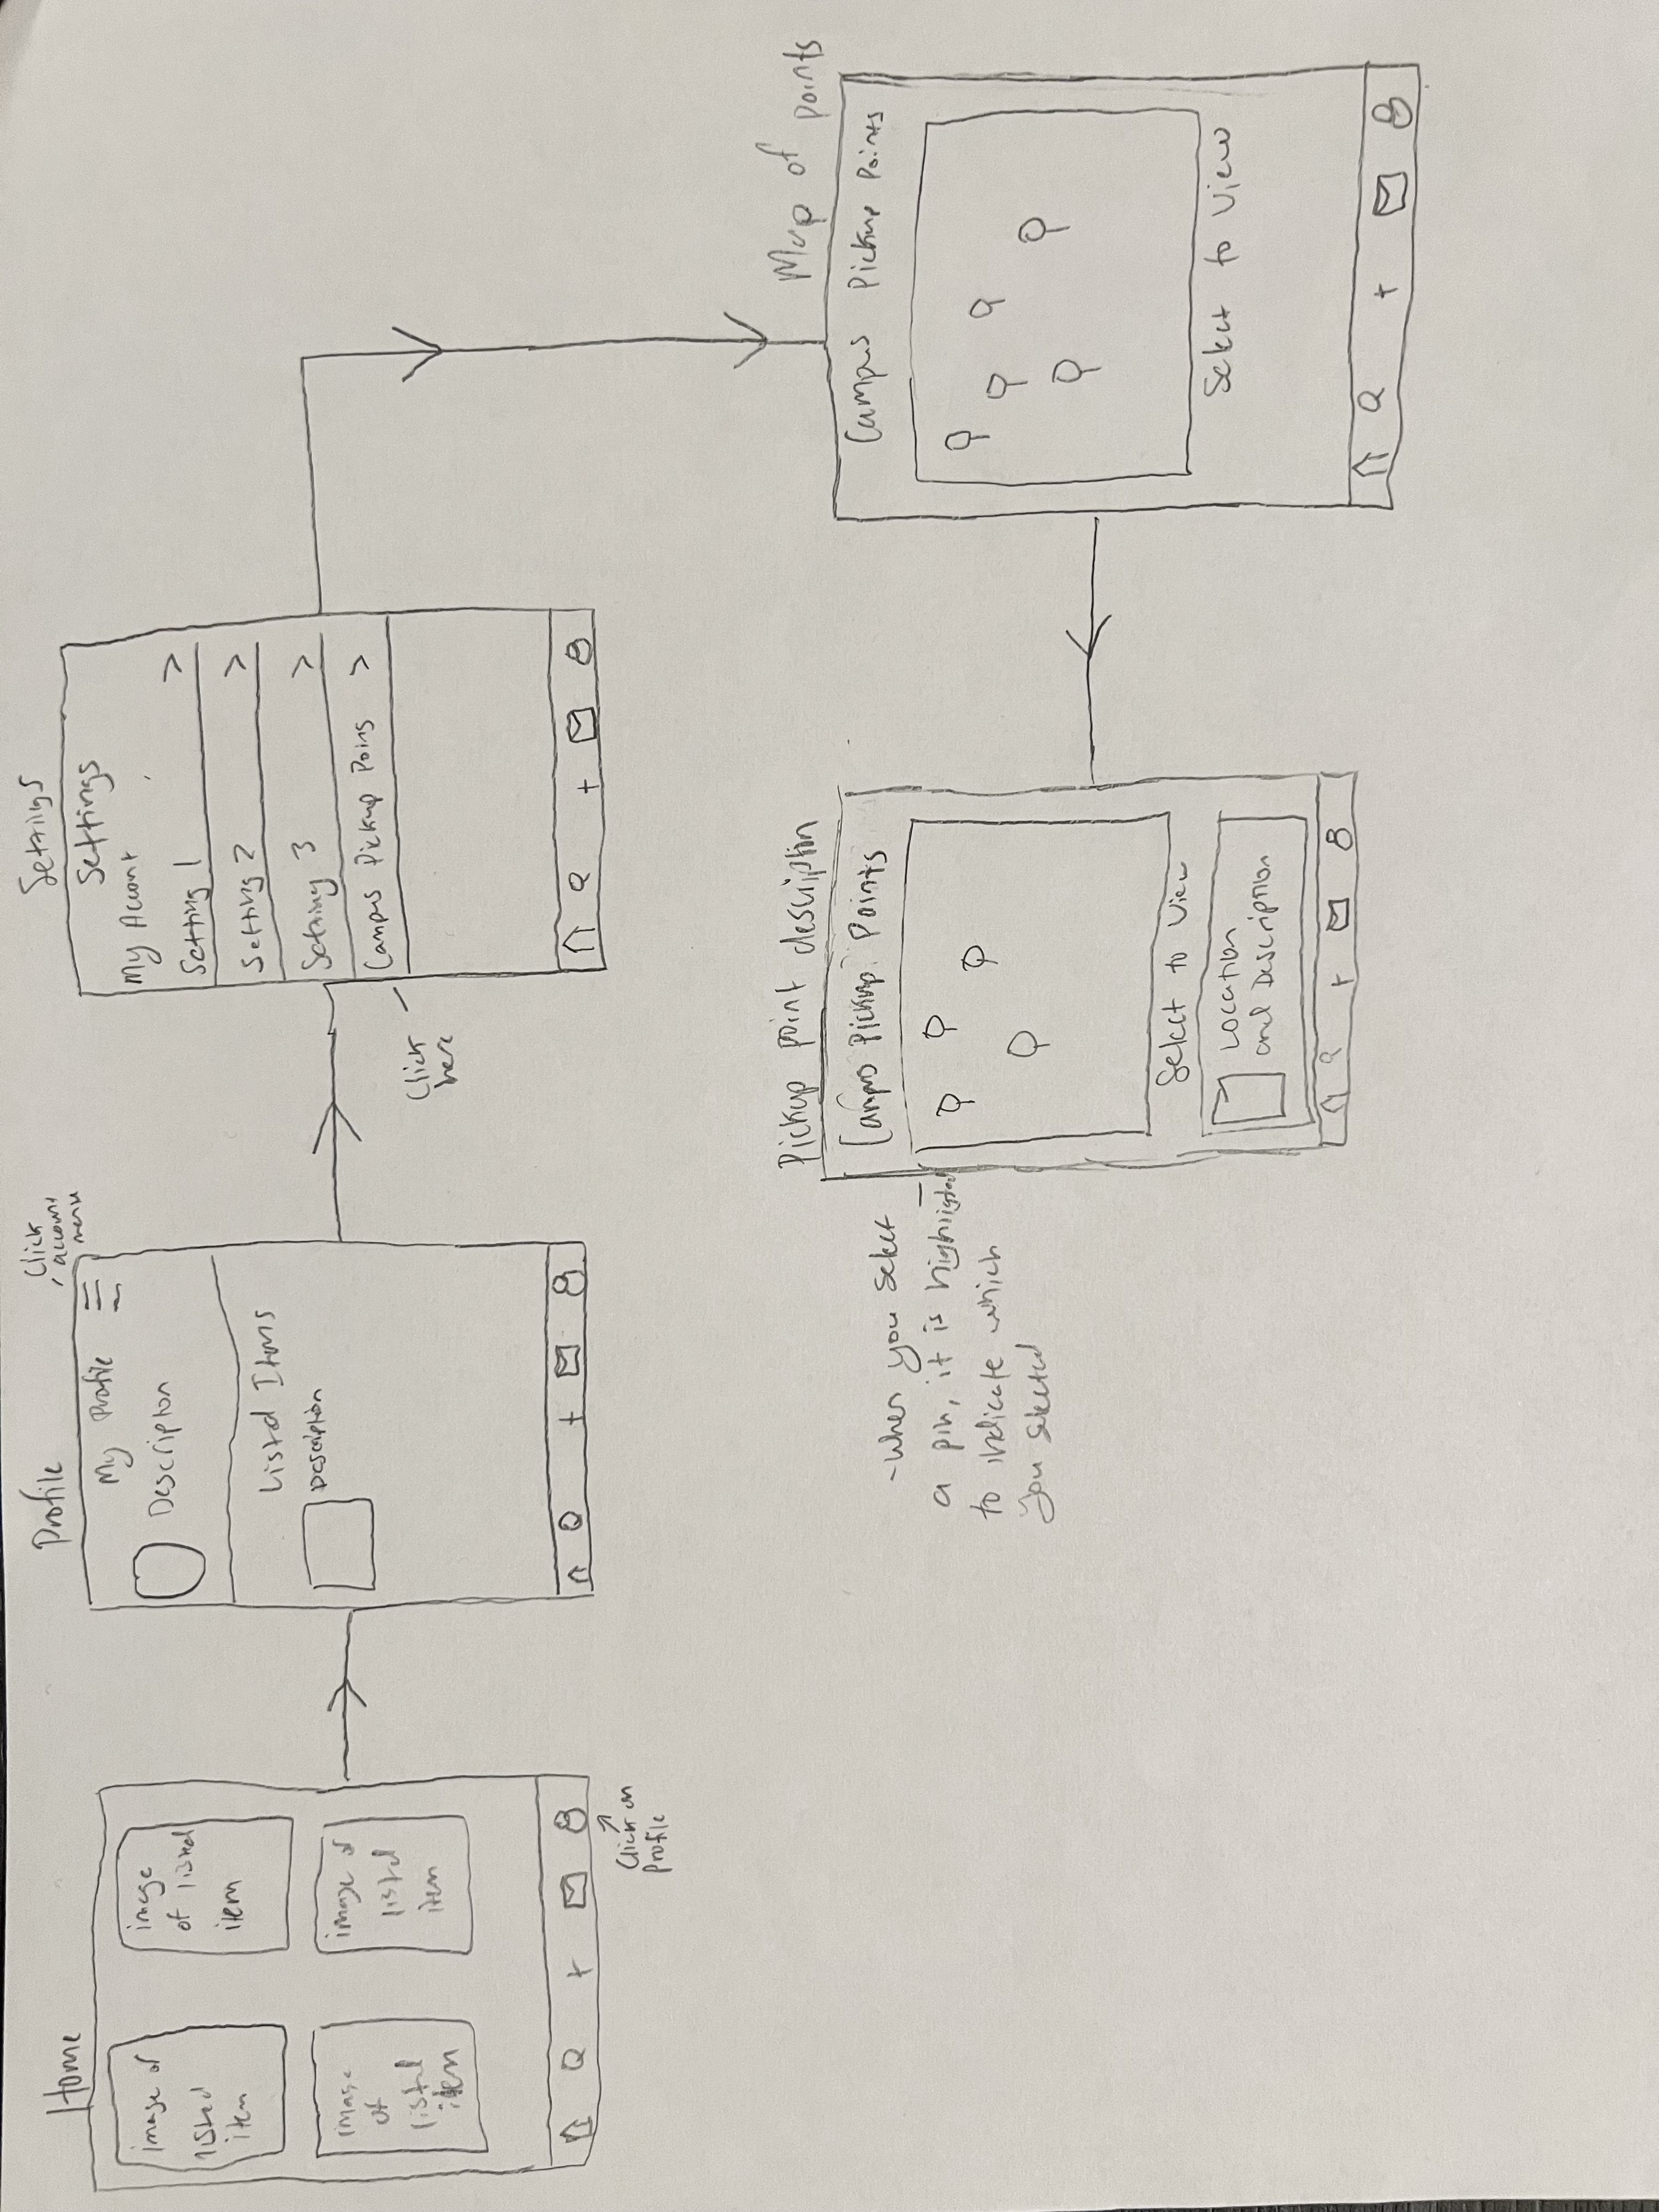 Home
image of
listed
item
image
of listed
item
image
of
listed
item
image of
listed
item
Click on
profile
Profile
My Profile
Description
Listed Items
Description
Click
account
menu
Settings
Settings
My Account
Setting 1 >
Setting 2 >
Setting 3 >
Campus Pickup Poins >
Click
here
Map of
points
Campus Pickup Points
Select to View
Pickup point description
Pickup Points
Select to View
Location
and Description
- when you select
a pin, it is
to indicate which
you selected